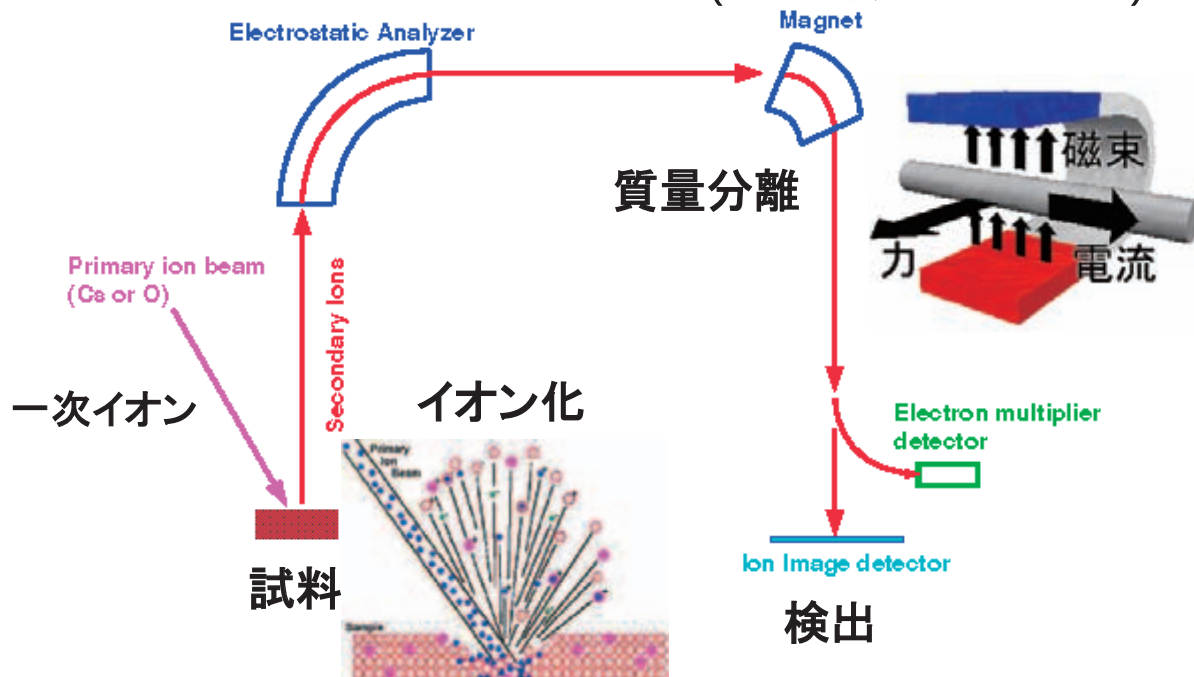 Magnet
Electrostatic Analyzer
磁束
質量分離
力
電流
Primary ion beam
(Cs or O)
Secondary Ions
一次イオン
イオン化
Electron multiplier
detector
Primary
Ion
Beam
試料
Ion Image detector
検出
Sample